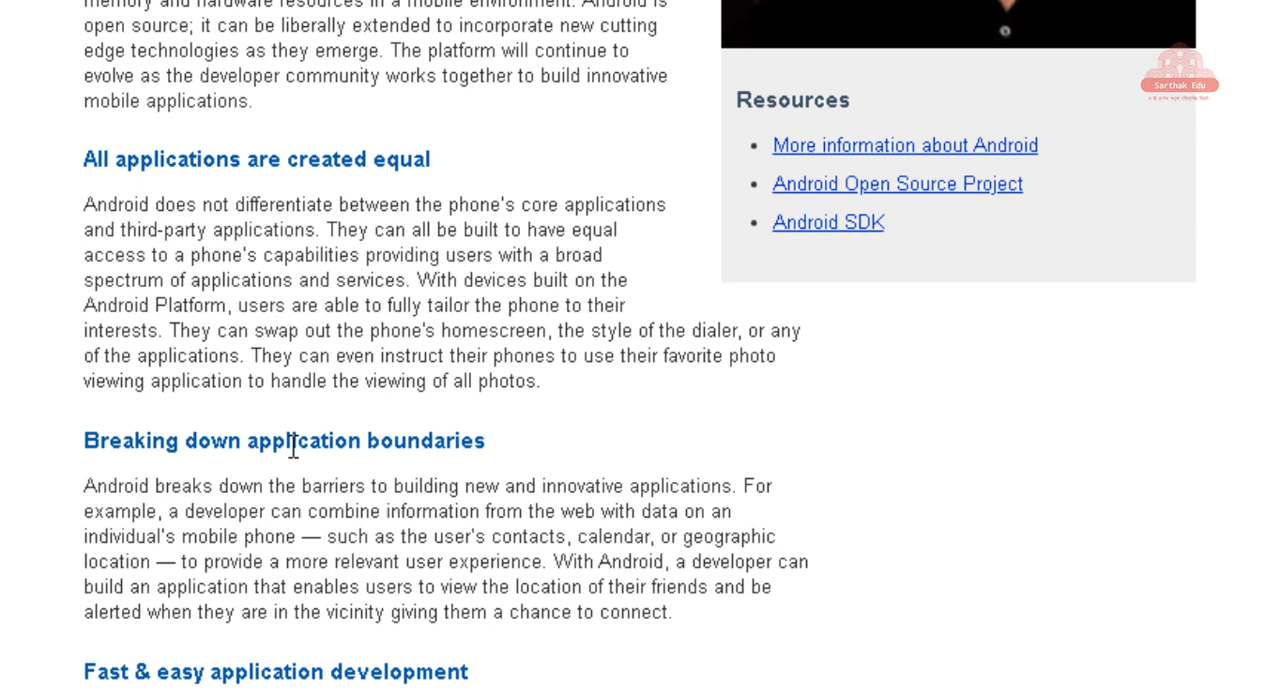 memory and hardware resources in a mobile environment. Android is
open source; it can be liberally extended to incorporate new cutting
edge technologies as they emerge. The platform will continue to
evolve as the developer community works together to build innovative
mobile applications.
All applications are created equal
Android does not differentiate between the phone's core applications
and third-party applications. They can all be built to have equal
access to a phone's capabilities providing users with a broad
spectrum of applications and services. With devices built on the
Android Platform, users are able to fully tailor the phone to their
interests. They can swap out the phone's homescreen, the style of the dialer, or any
of the applications. They can even instruct their phones to use their favorite photo
viewing application to handle the viewing of all photos.
Breaking down application boundaries
Android breaks down the barriers to building new and innovative applications. For
example, a developer can combine information from the web with data on an
individual's mobile phone — such as the user's contacts, calendar, or geographic
location — to provide a more relevant user experience. With Android, a developer can
build an application that enables users to view the location of their friends and be
alerted when they are in the vicinity giving them a chance to connect.
Fast & easy application development
Sarthak Edu
Resources
• More information about Android
• Android Open Source Project
• Android SDK